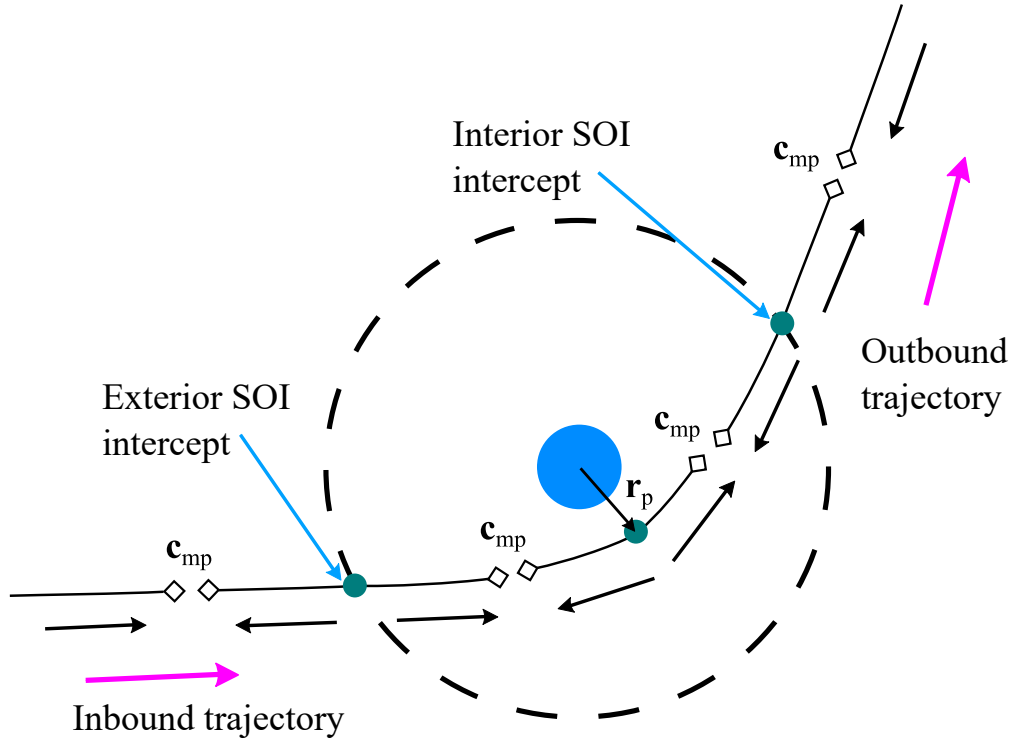 Interior SOI
intercept
c_mp
Outbound
trajectory
Exterior SOI
intercept
c_mp
r_p
c_mp
c_mp
Inbound trajectory